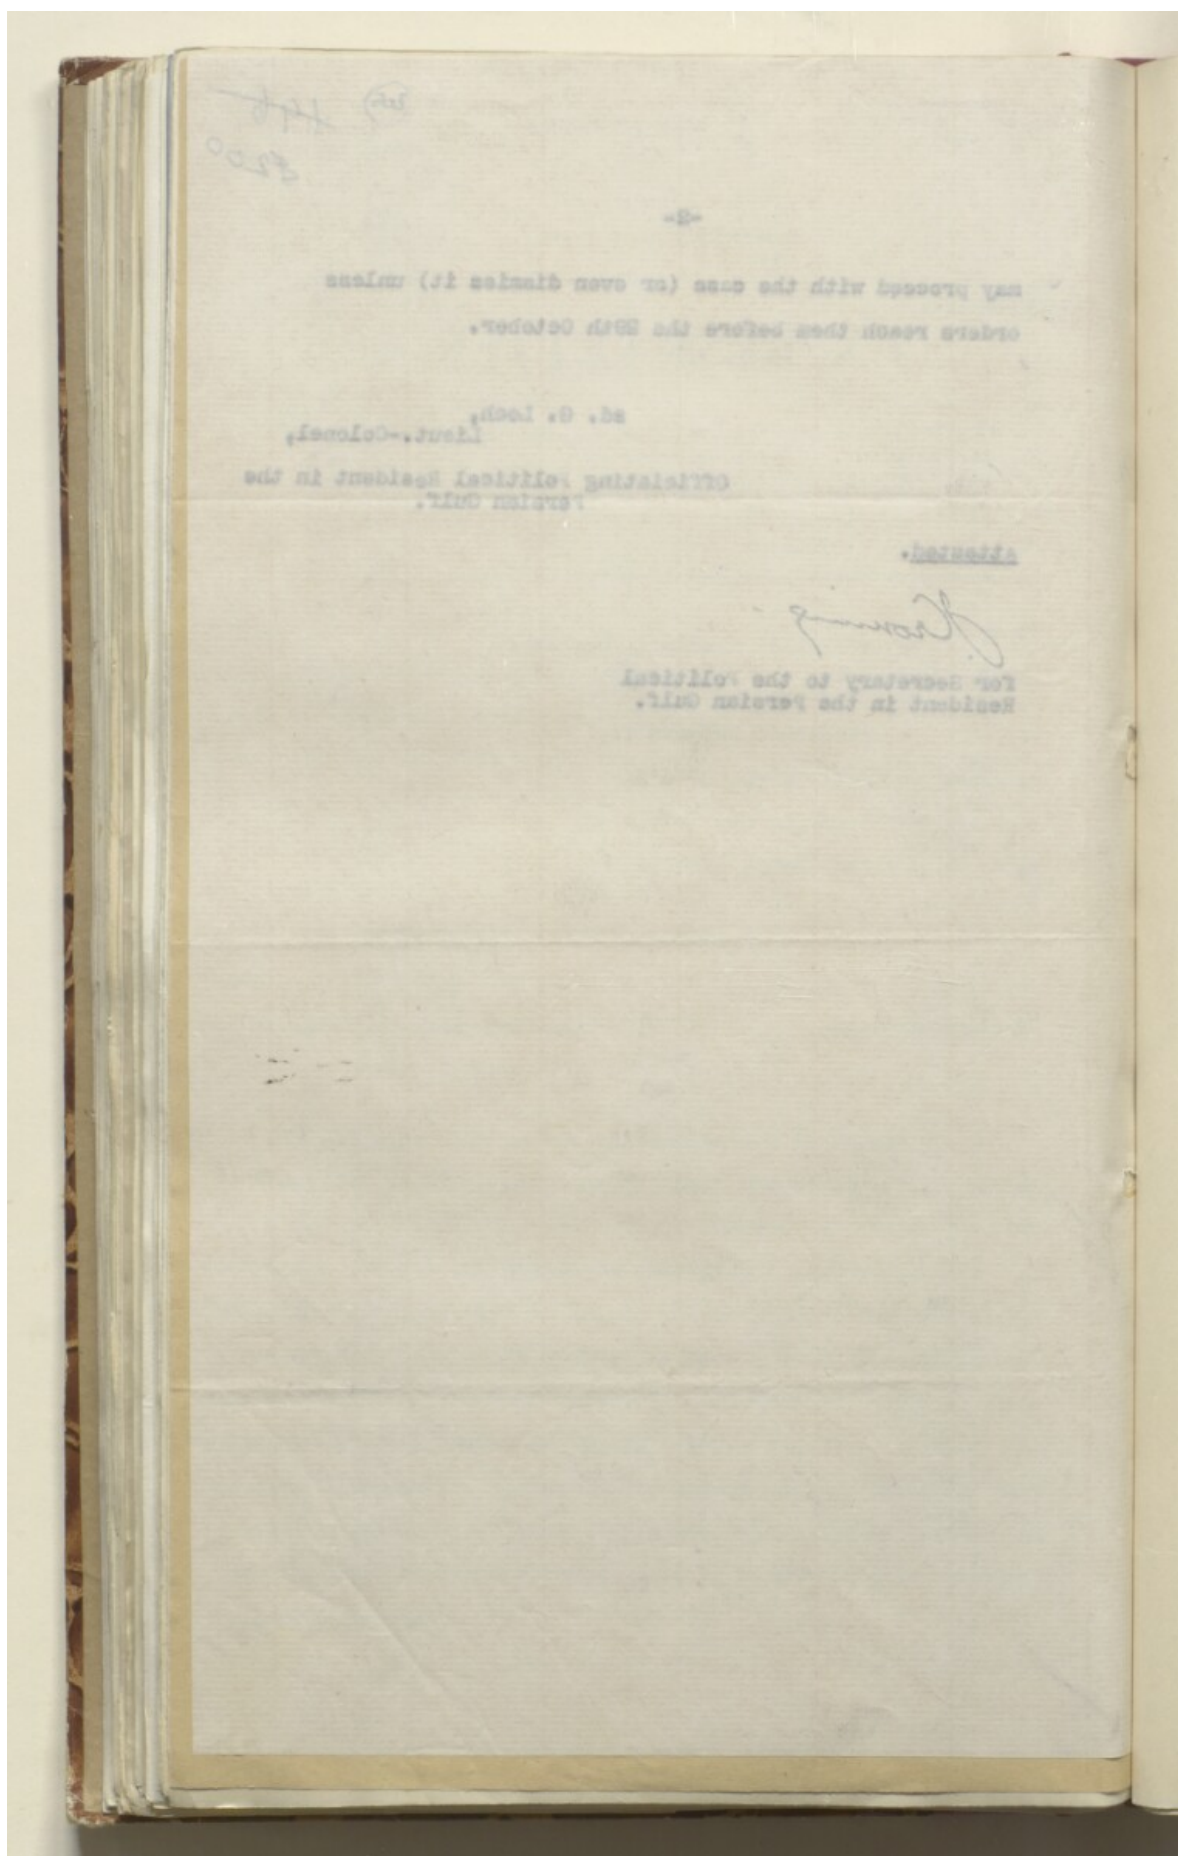 -2-
may proceed with the case (or even dismiss it) unless
orders reach them before the 29th October.
sd. G. Loch,
Lieut.-Colonel,
Officiating Political Resident in the
Persian Gulf.
Attested.
for Secretary to the Political
Resident in the Persian Gulf.